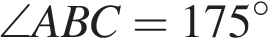 ∠ABC = 175°